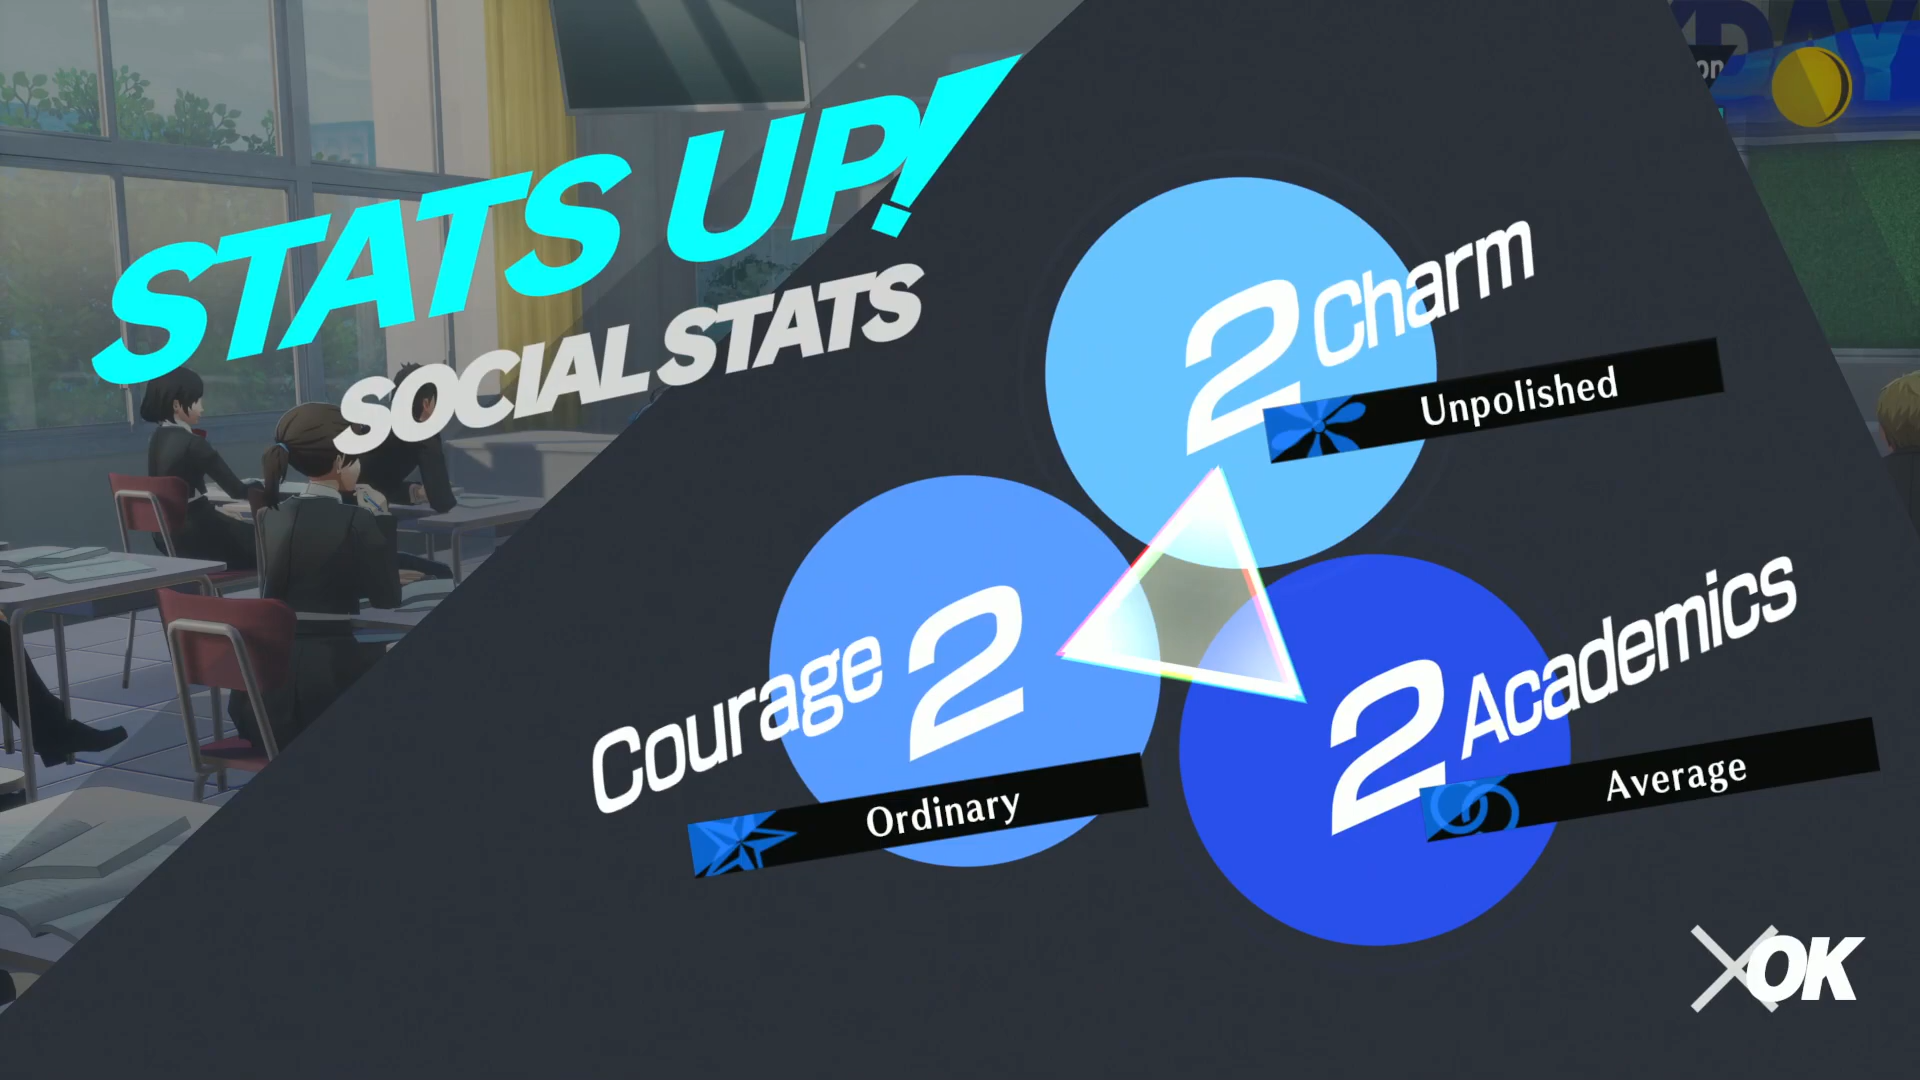 STATS UP!
SOCIAL STATS
2 Charm
Unpolished
Courage 2
Ordinary
2 Academics
Average
OK